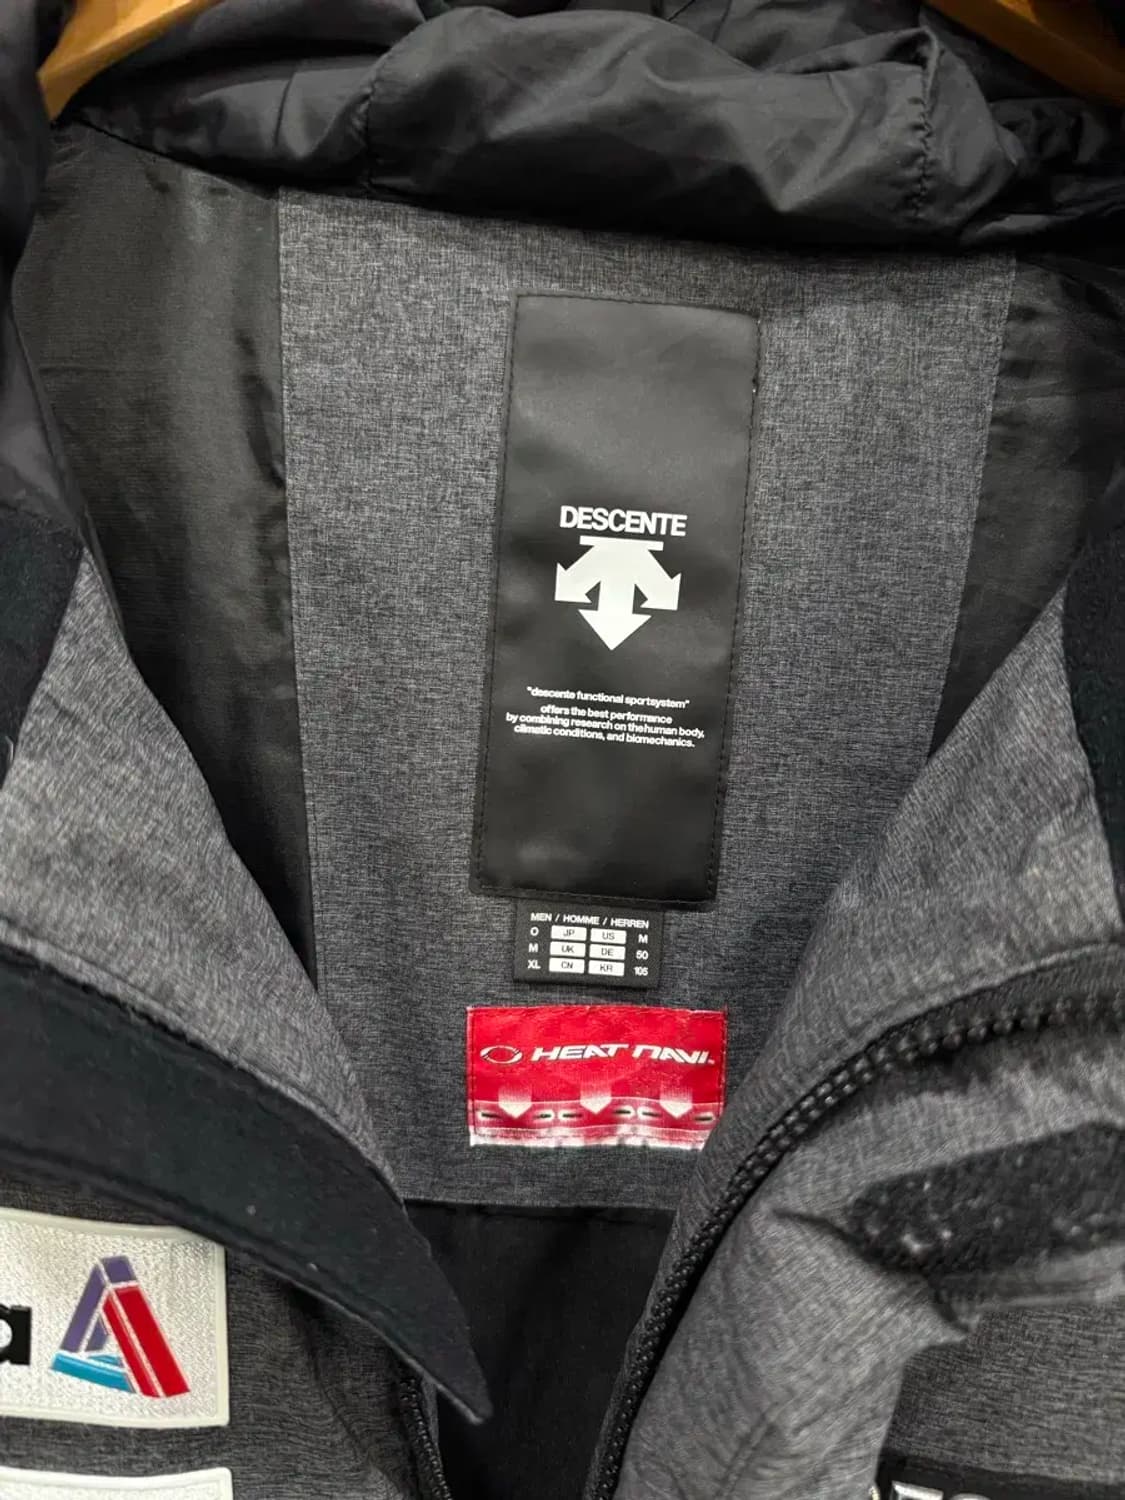 DESCENTE
"descente functional sportsystem"
offers the best performance
by combining research on the human body,
climatic conditions, and biomechanics.
MEN / HOMME / HERREN
O JP US M
M UK DE 50
XL CN KR 105
HEAT NAVI
a